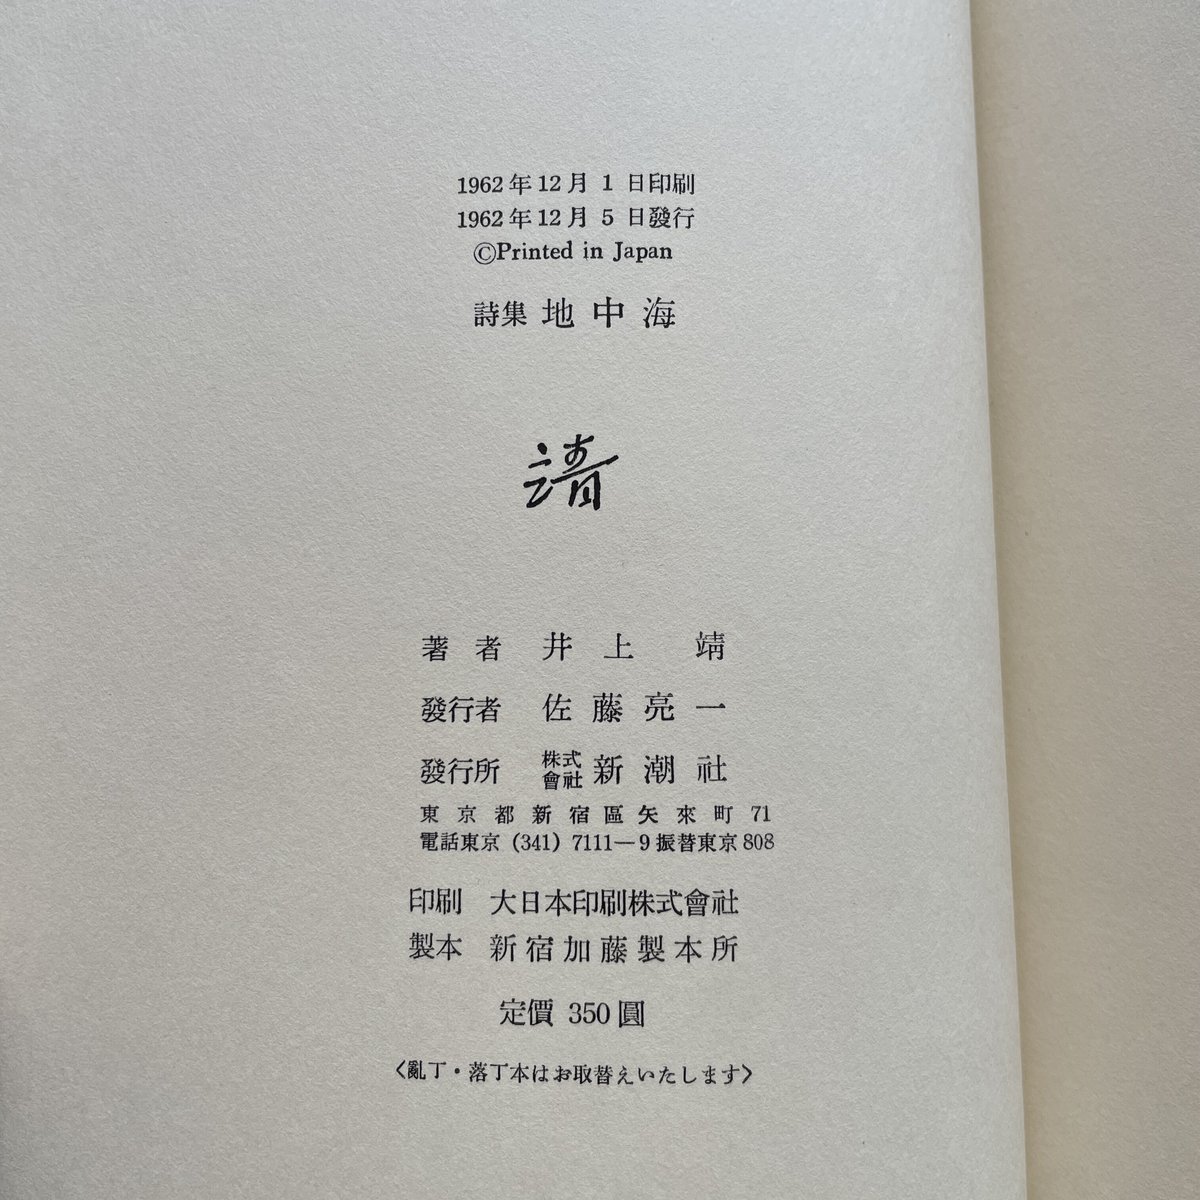 1962年12月 1 日印刷
1962年12月 5 日發行
©Printed in Japan
詩集 地中海
靖
著者 井上 靖
發行者 佐藤亮一
發行所 株式會社 新潮社
東京都新宿區矢來町 71
電話東京 (341) 7111—9 振替東京 808
印刷 大日本印刷株式會社
製本 新宿加藤製本所
定價 350圓
〈亂丁・落丁本はお取替えいたします〉